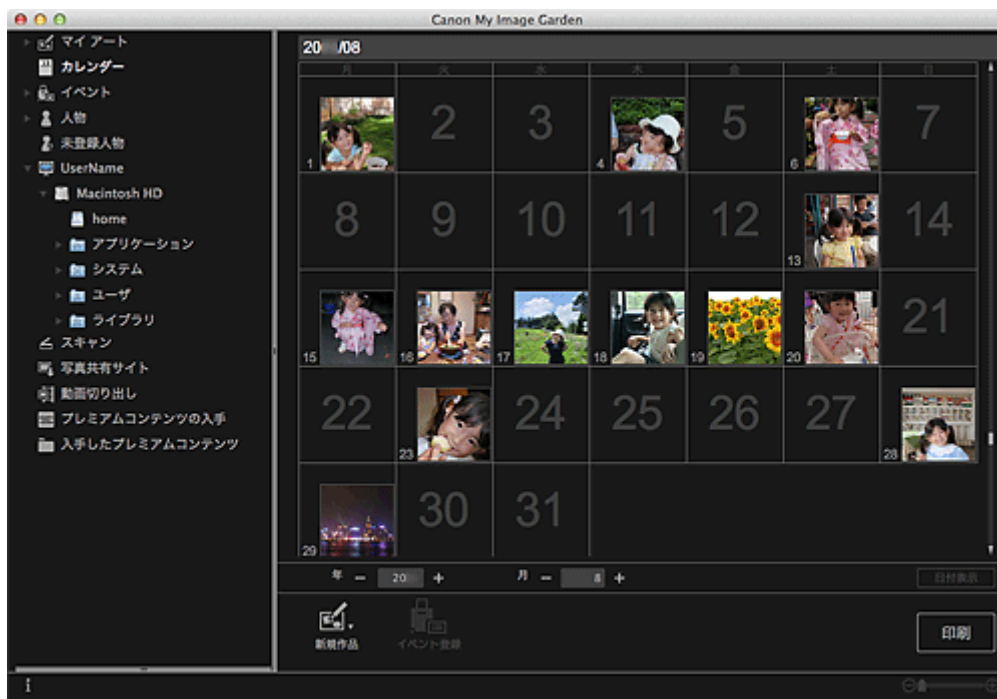 Canon My Image Garden
マイ アート
カレンダー
イベント
人物
未登録人物
UserName
Macintosh HD
home
アプリケーション
システム
ユーザ
ライブラリ
スキャン
写真共有サイト
動画切り出し
プレミアムコンテンツの入手
入手したプレミアムコンテンツ
20 /08
月 火 水 木 金 土 日
1 2 3 4 5 6 7
8 9 10 11 12 13 14
15 16 17 18 19 20 21
22 23 24 25 26 27 28
29 30 31
年 － 20 ＋ 月 － 8 ＋ 日付表示
新規作品 イベント登録 印刷
i